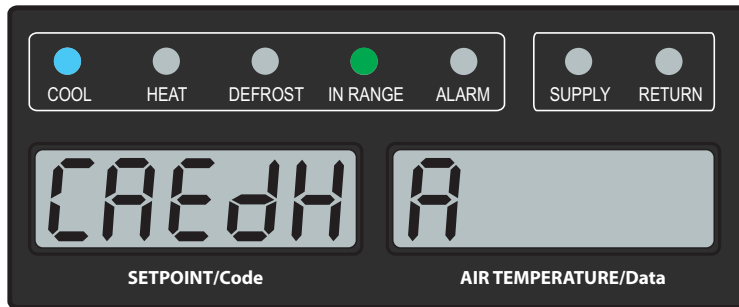 COOL HEAT DEFROST IN RANGE ALARM SUPPLY RETURN
CAEdH A
SETPOINT/Code AIR TEMPERATURE/Data